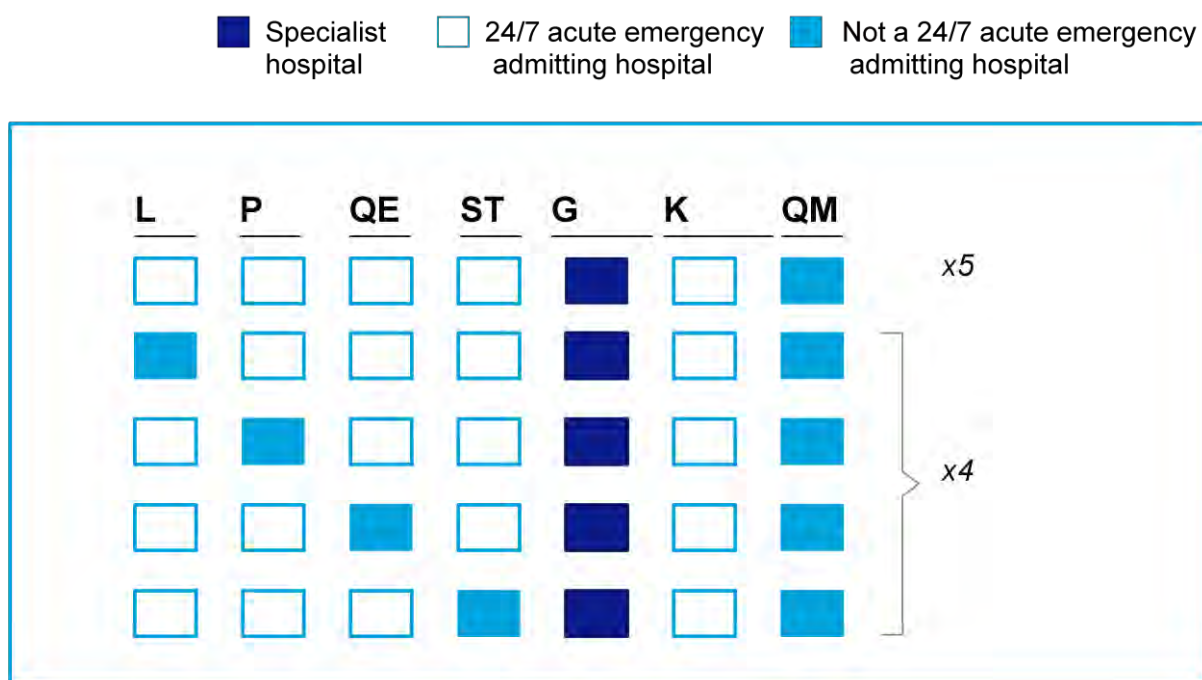 Specialist
hospital
24/7 acute emergency
admitting hospital
Not a 24/7 acute emergency
admitting hospital
L P QE ST G K QM
x5
x4